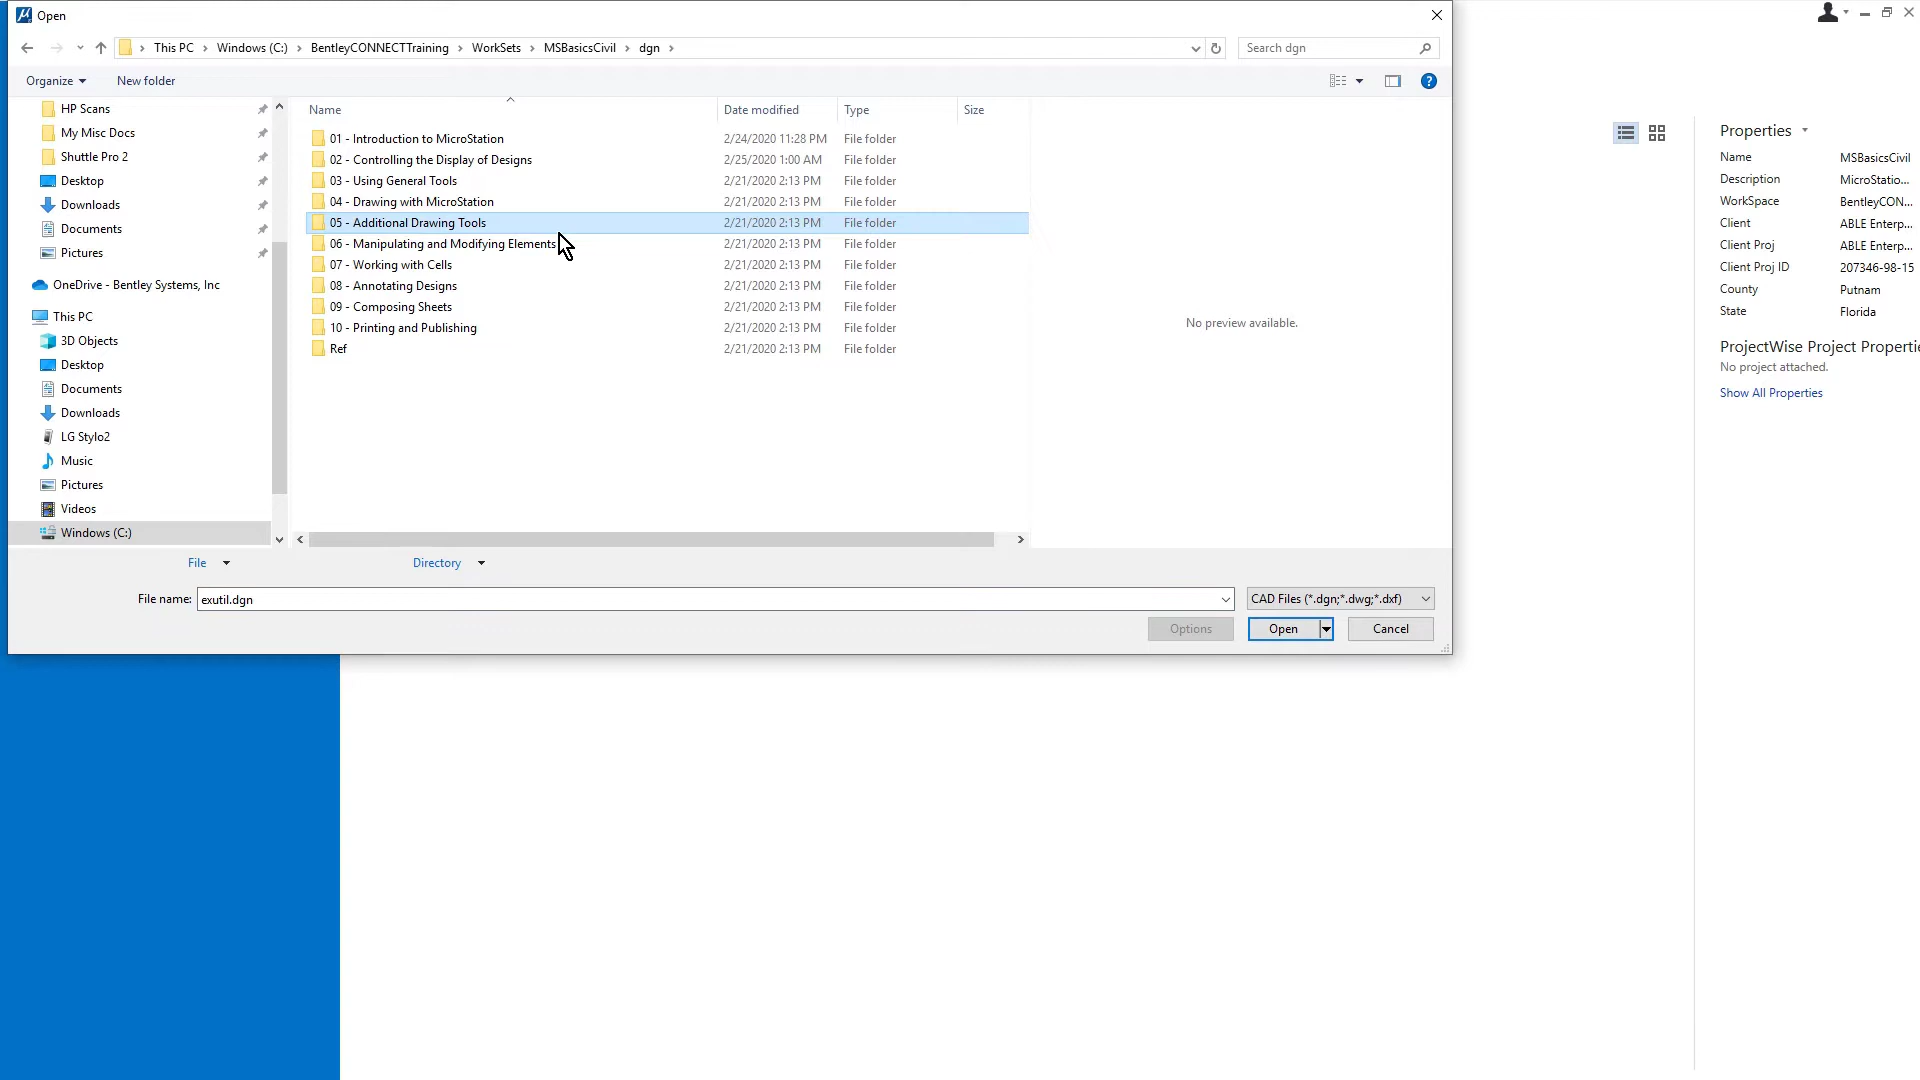 Open
This PC > Windows (C:) > BentleyCONNECTTraining > WorkSets > MSBasicsCivil > dgn >
Search dgn
Organize
New folder
HP Scans
My Misc Docs
Shuttle Pro 2
Desktop
Downloads
Documents
Pictures
OneDrive - Bentley Systems, Inc
This PC
3D Objects
Desktop
Documents
Downloads
LG Stylo2
Music
Pictures
Videos
Windows (C:)
Name Date modified Type Size
01 - Introduction to MicroStation 2/24/2020 11:28 PM File folder
02 - Controlling the Display of Designs 2/25/2020 1:00 AM File folder
03 - Using General Tools 2/21/2020 2:13 PM File folder
04 - Drawing with MicroStation 2/21/2020 2:13 PM File folder
05 - Additional Drawing Tools 2/21/2020 2:13 PM File folder
06 - Manipulating and Modifying Elements 2/21/2020 2:13 PM File folder
07 - Working with Cells 2/21/2020 2:13 PM File folder
08 - Annotating Designs 2/21/2020 2:13 PM File folder
09 - Composing Sheets 2/21/2020 2:13 PM File folder
10 - Printing and Publishing 2/21/2020 2:13 PM File folder
Ref 2/21/2020 2:13 PM File folder
No preview available.
File
Directory
File name: exutil.dgn
CAD Files (*.dgn;*.dwg;*.dxf)
Options
Open
Cancel
Properties
Name MSBasicsCivil
Description MicroStatio...
WorkSpace BentleyCON...
Client ABLE Enterp...
Client Proj ABLE Enterp...
Client Proj ID 207346-98-15
County Putnam
State Florida
ProjectWise Project Propertie
No project attached.
Show All Properties